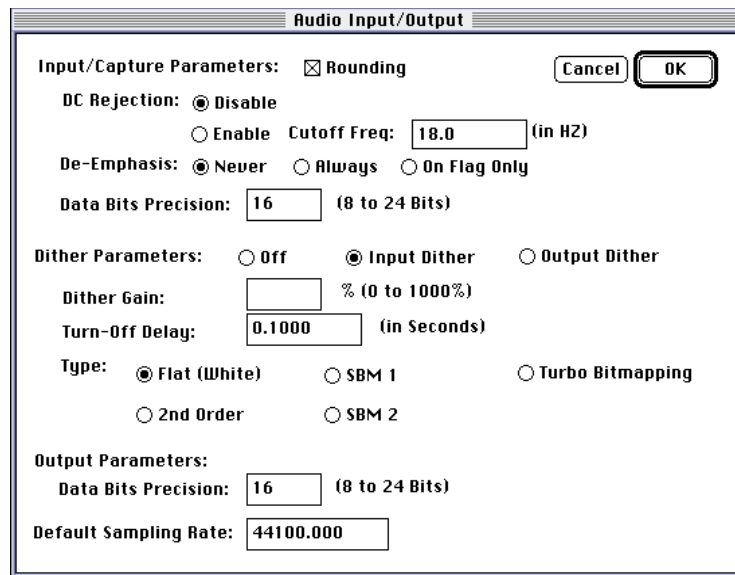 Audio Input/Output
Input/Capture Parameters: Rounding Cancel OK
DC Rejection: Disable
Enable Cutoff Freq: 18.0 (in HZ)
De-Emphasis: Never Always On Flag Only
Data Bits Precision: 16 (8 to 24 Bits)
Dither Parameters: Off Input Dither Output Dither
Dither Gain: % (0 to 1000%)
Turn-Off Delay: 0.1000 (in Seconds)
Type: Flat (White) SBM 1 Turbo Bitmapping
2nd Order SBM 2
Output Parameters:
Data Bits Precision: 16 (8 to 24 Bits)
Default Sampling Rate: 44100.000